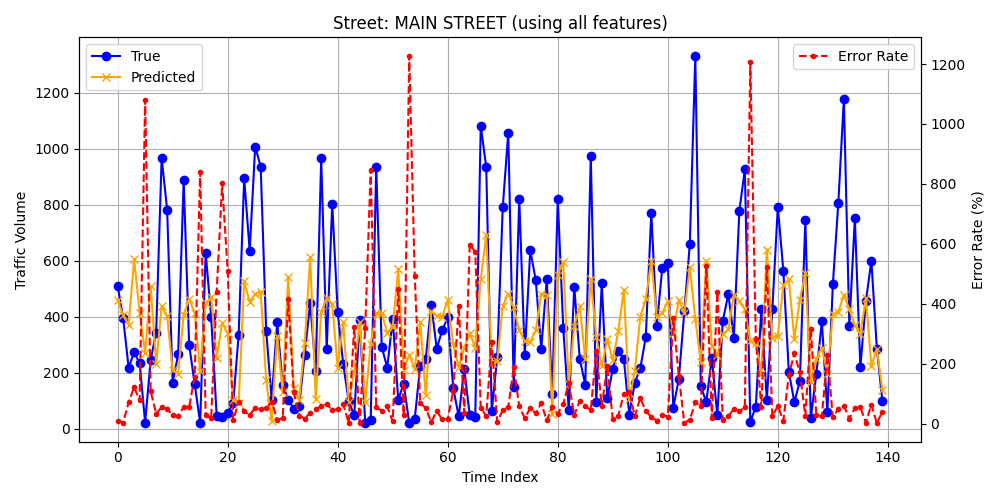 Street: MAIN STREET (using all features)
True
Predicted
Error Rate
1200
1000
800
600
400
200
0
Traffic Volume
1200
1000
800
600
400
200
0
Error Rate (%)
0 20 40 60 80 100 120 140
Time Index